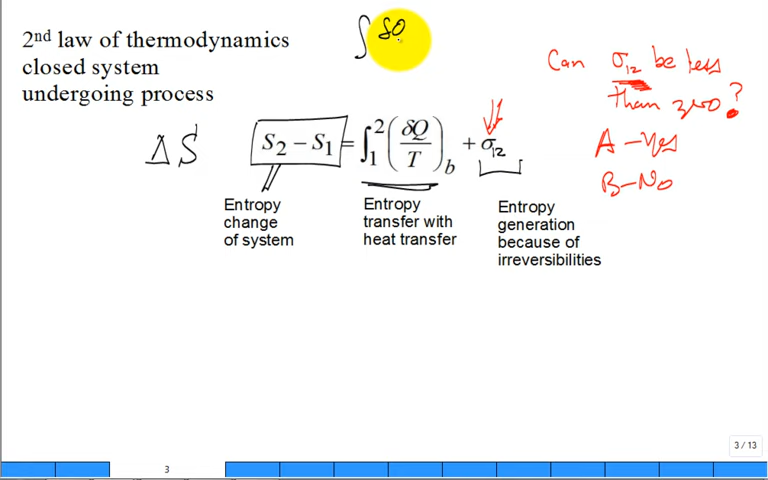 ∫ δQ
2nd law of thermodynamics
closed system
undergoing process
Can σ12 be less
than zero?
A - Yes
B - No
ΔS S2 − S1 = ∫1 2 (δQ/T) b + σ12
Entropy
change
of system
Entropy
transfer with
heat transfer
Entropy
generation
because of
irreversibilities
3 / 13
3